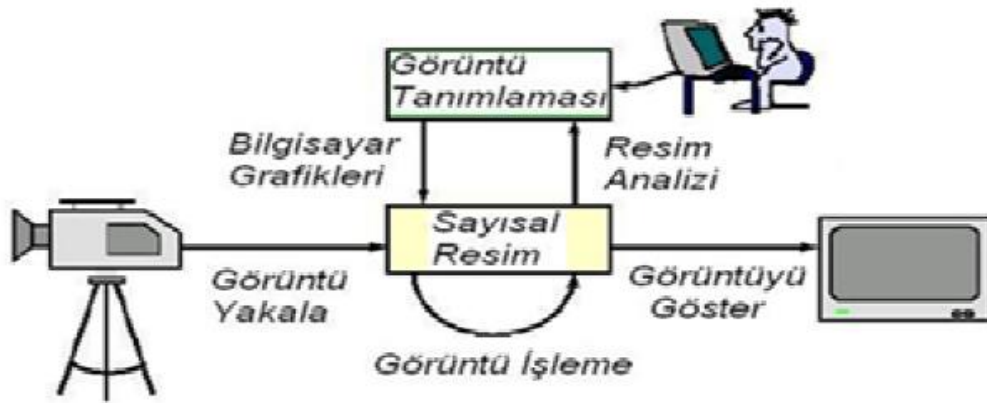 Görüntü
Tanımlaması
Bilgisayar
Grafikleri
Resim
Analizi
Sayısal
Resim
Görüntü
Yakala
Görüntüyü
Göster
Görüntü İşleme